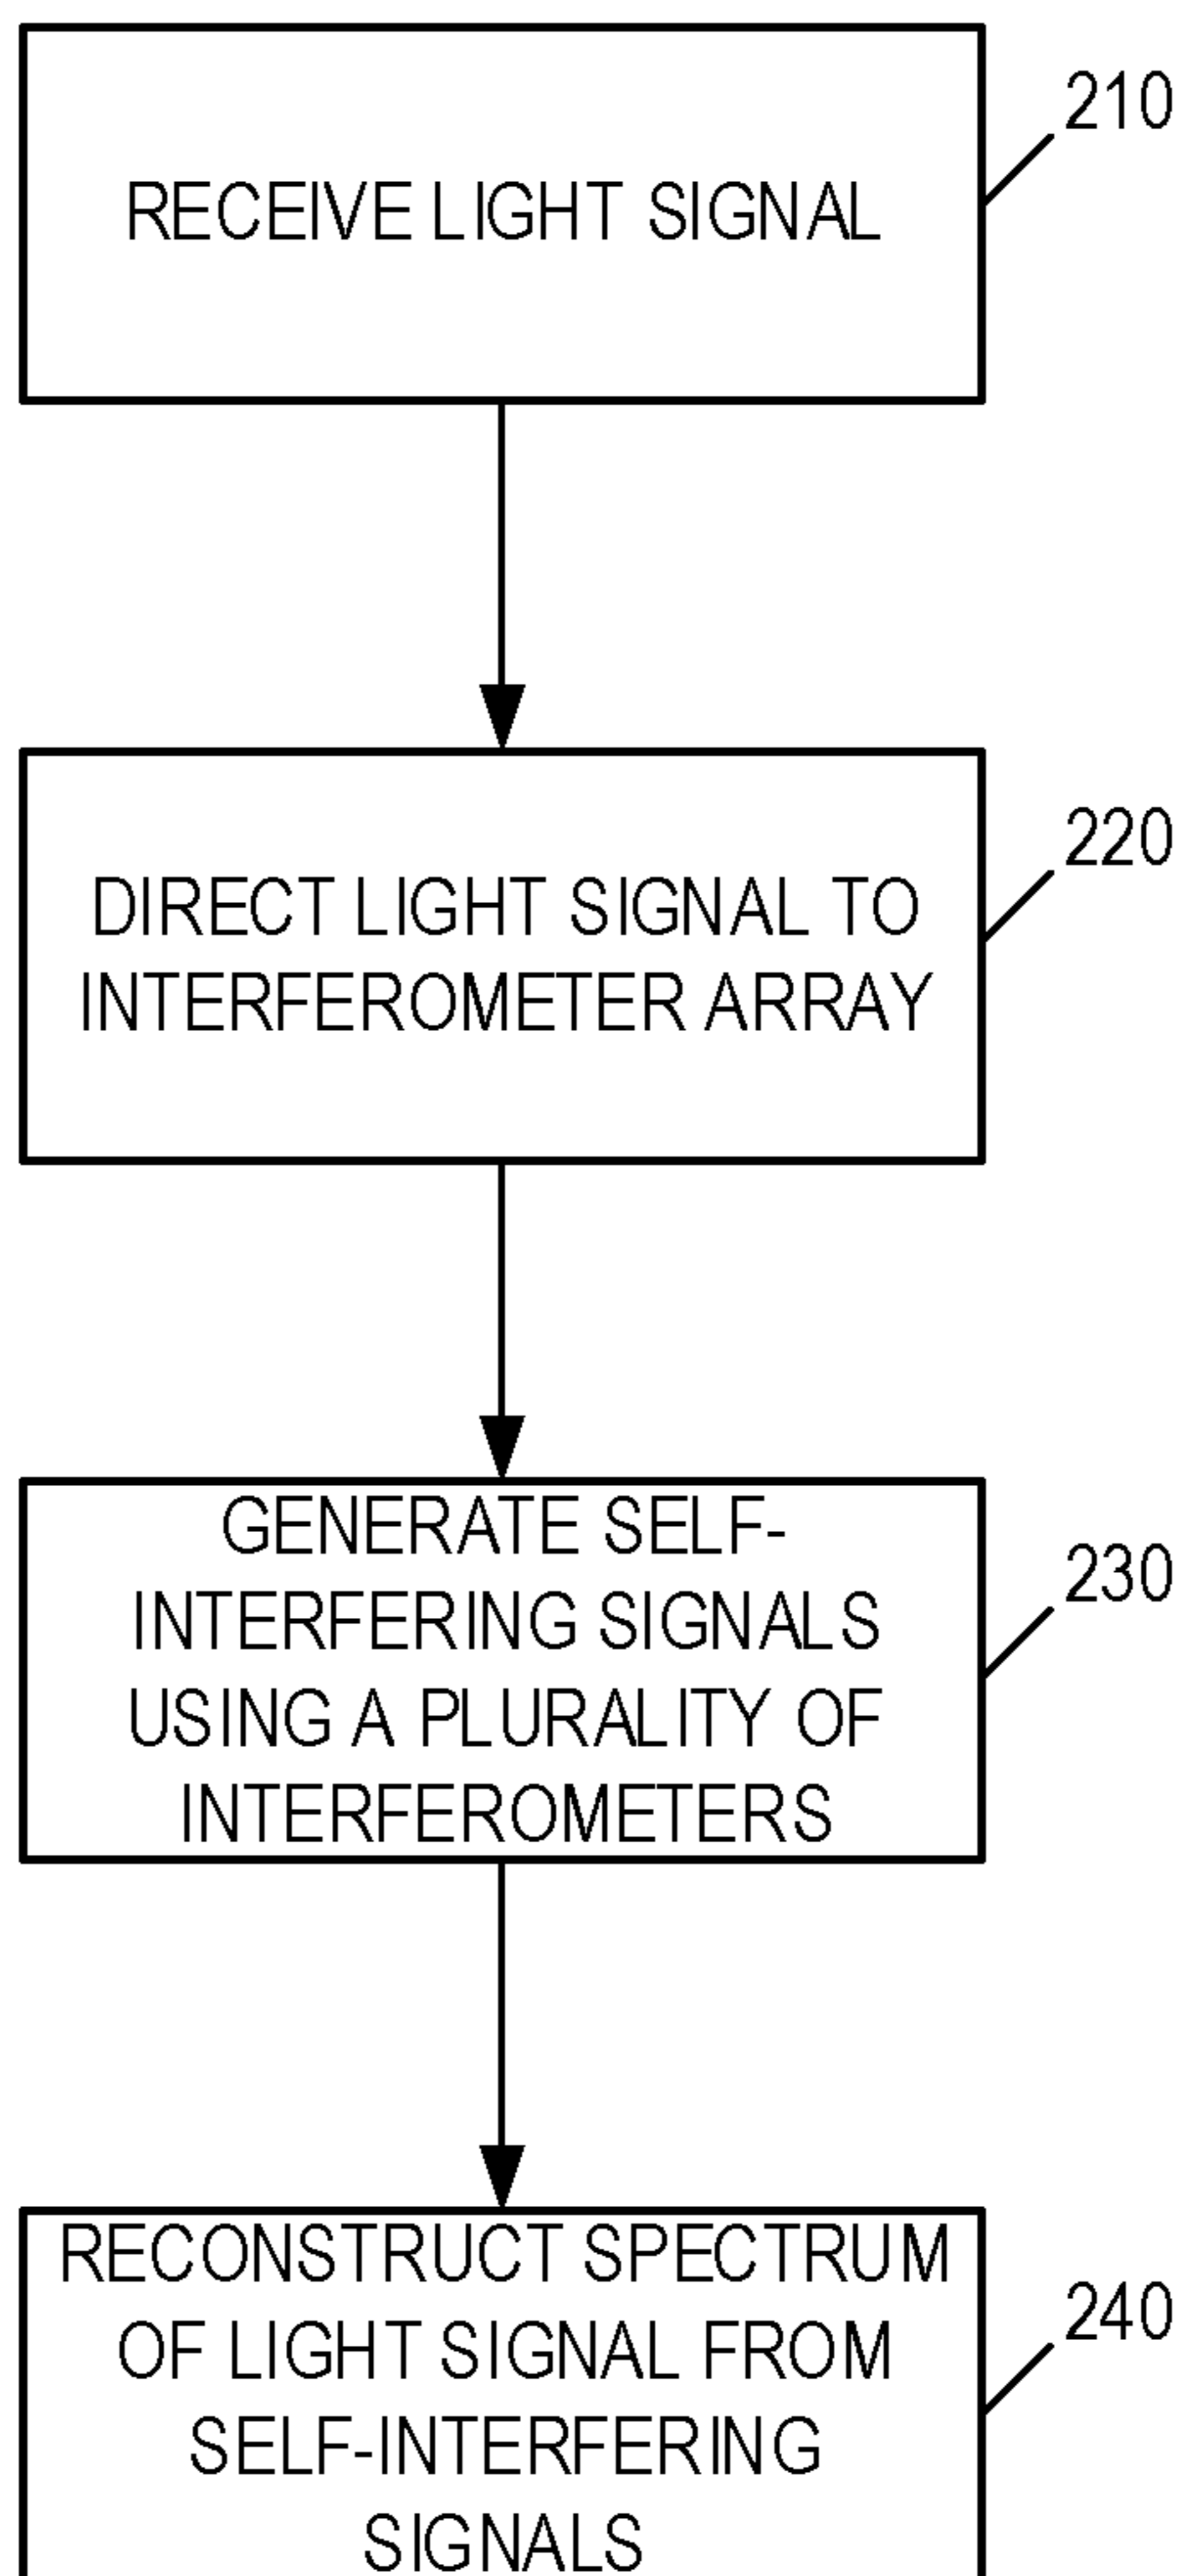 210
RECEIVE LIGHT SIGNAL
220
DIRECT LIGHT SIGNAL TO
INTERFEROMETER ARRAY
GENERATE SELF-
230
INTERFERING SIGNALS
USING A PLURALITY OF
INTERFEROMETERS
RECONSTRUCT SPECTRUM
240
OF LIGHT SIGNAL FROM
SELF-INTERFERING
SIGNALS